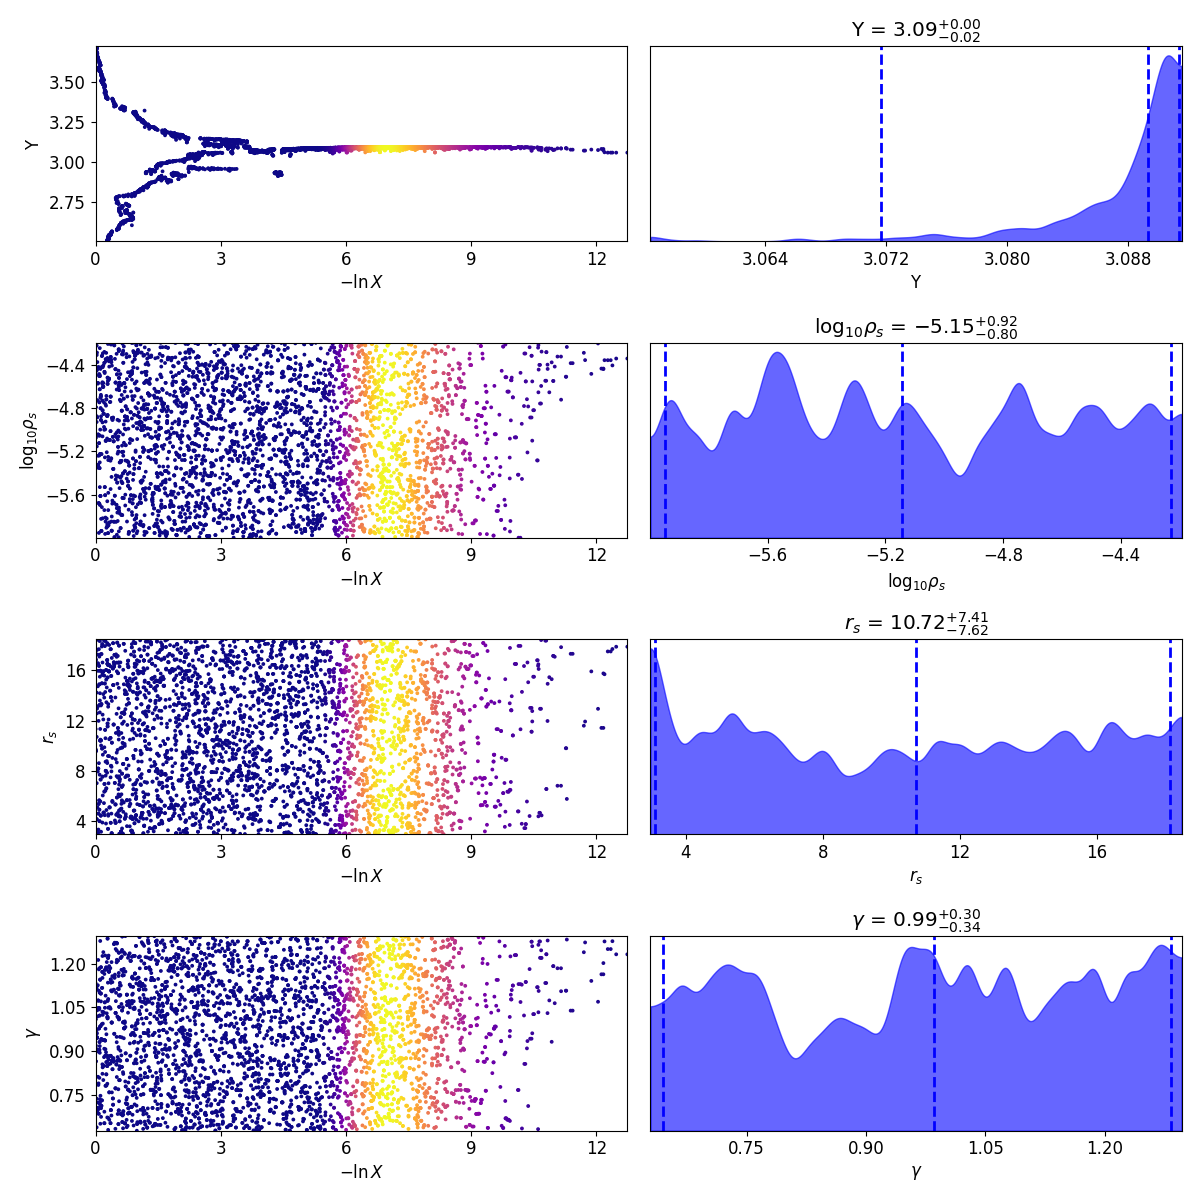 Y = 3.09^{+0.00}_{-0.02}
3.50
3.25
3.00
2.75
Y
0 3 6 9 12
−ln X
3.064 3.072 3.080 3.088
Y
log₁₀ρₛ = −5.15^{+0.92}_{−0.80}
−4.4
−4.8
−5.2
−5.6
log₁₀ρₛ
0 3 6 9 12
−ln X
−5.6 −5.2 −4.8 −4.4
log₁₀ρₛ
rₛ = 10.72^{+7.41}_{−7.62}
16
12
8
4
rₛ
0 3 6 9 12
−ln X
4 8 12 16
rₛ
γ = 0.99^{+0.30}_{−0.34}
1.20
1.05
0.90
0.75
γ
0 3 6 9 12
−ln X
0.75 0.90 1.05 1.20
γ